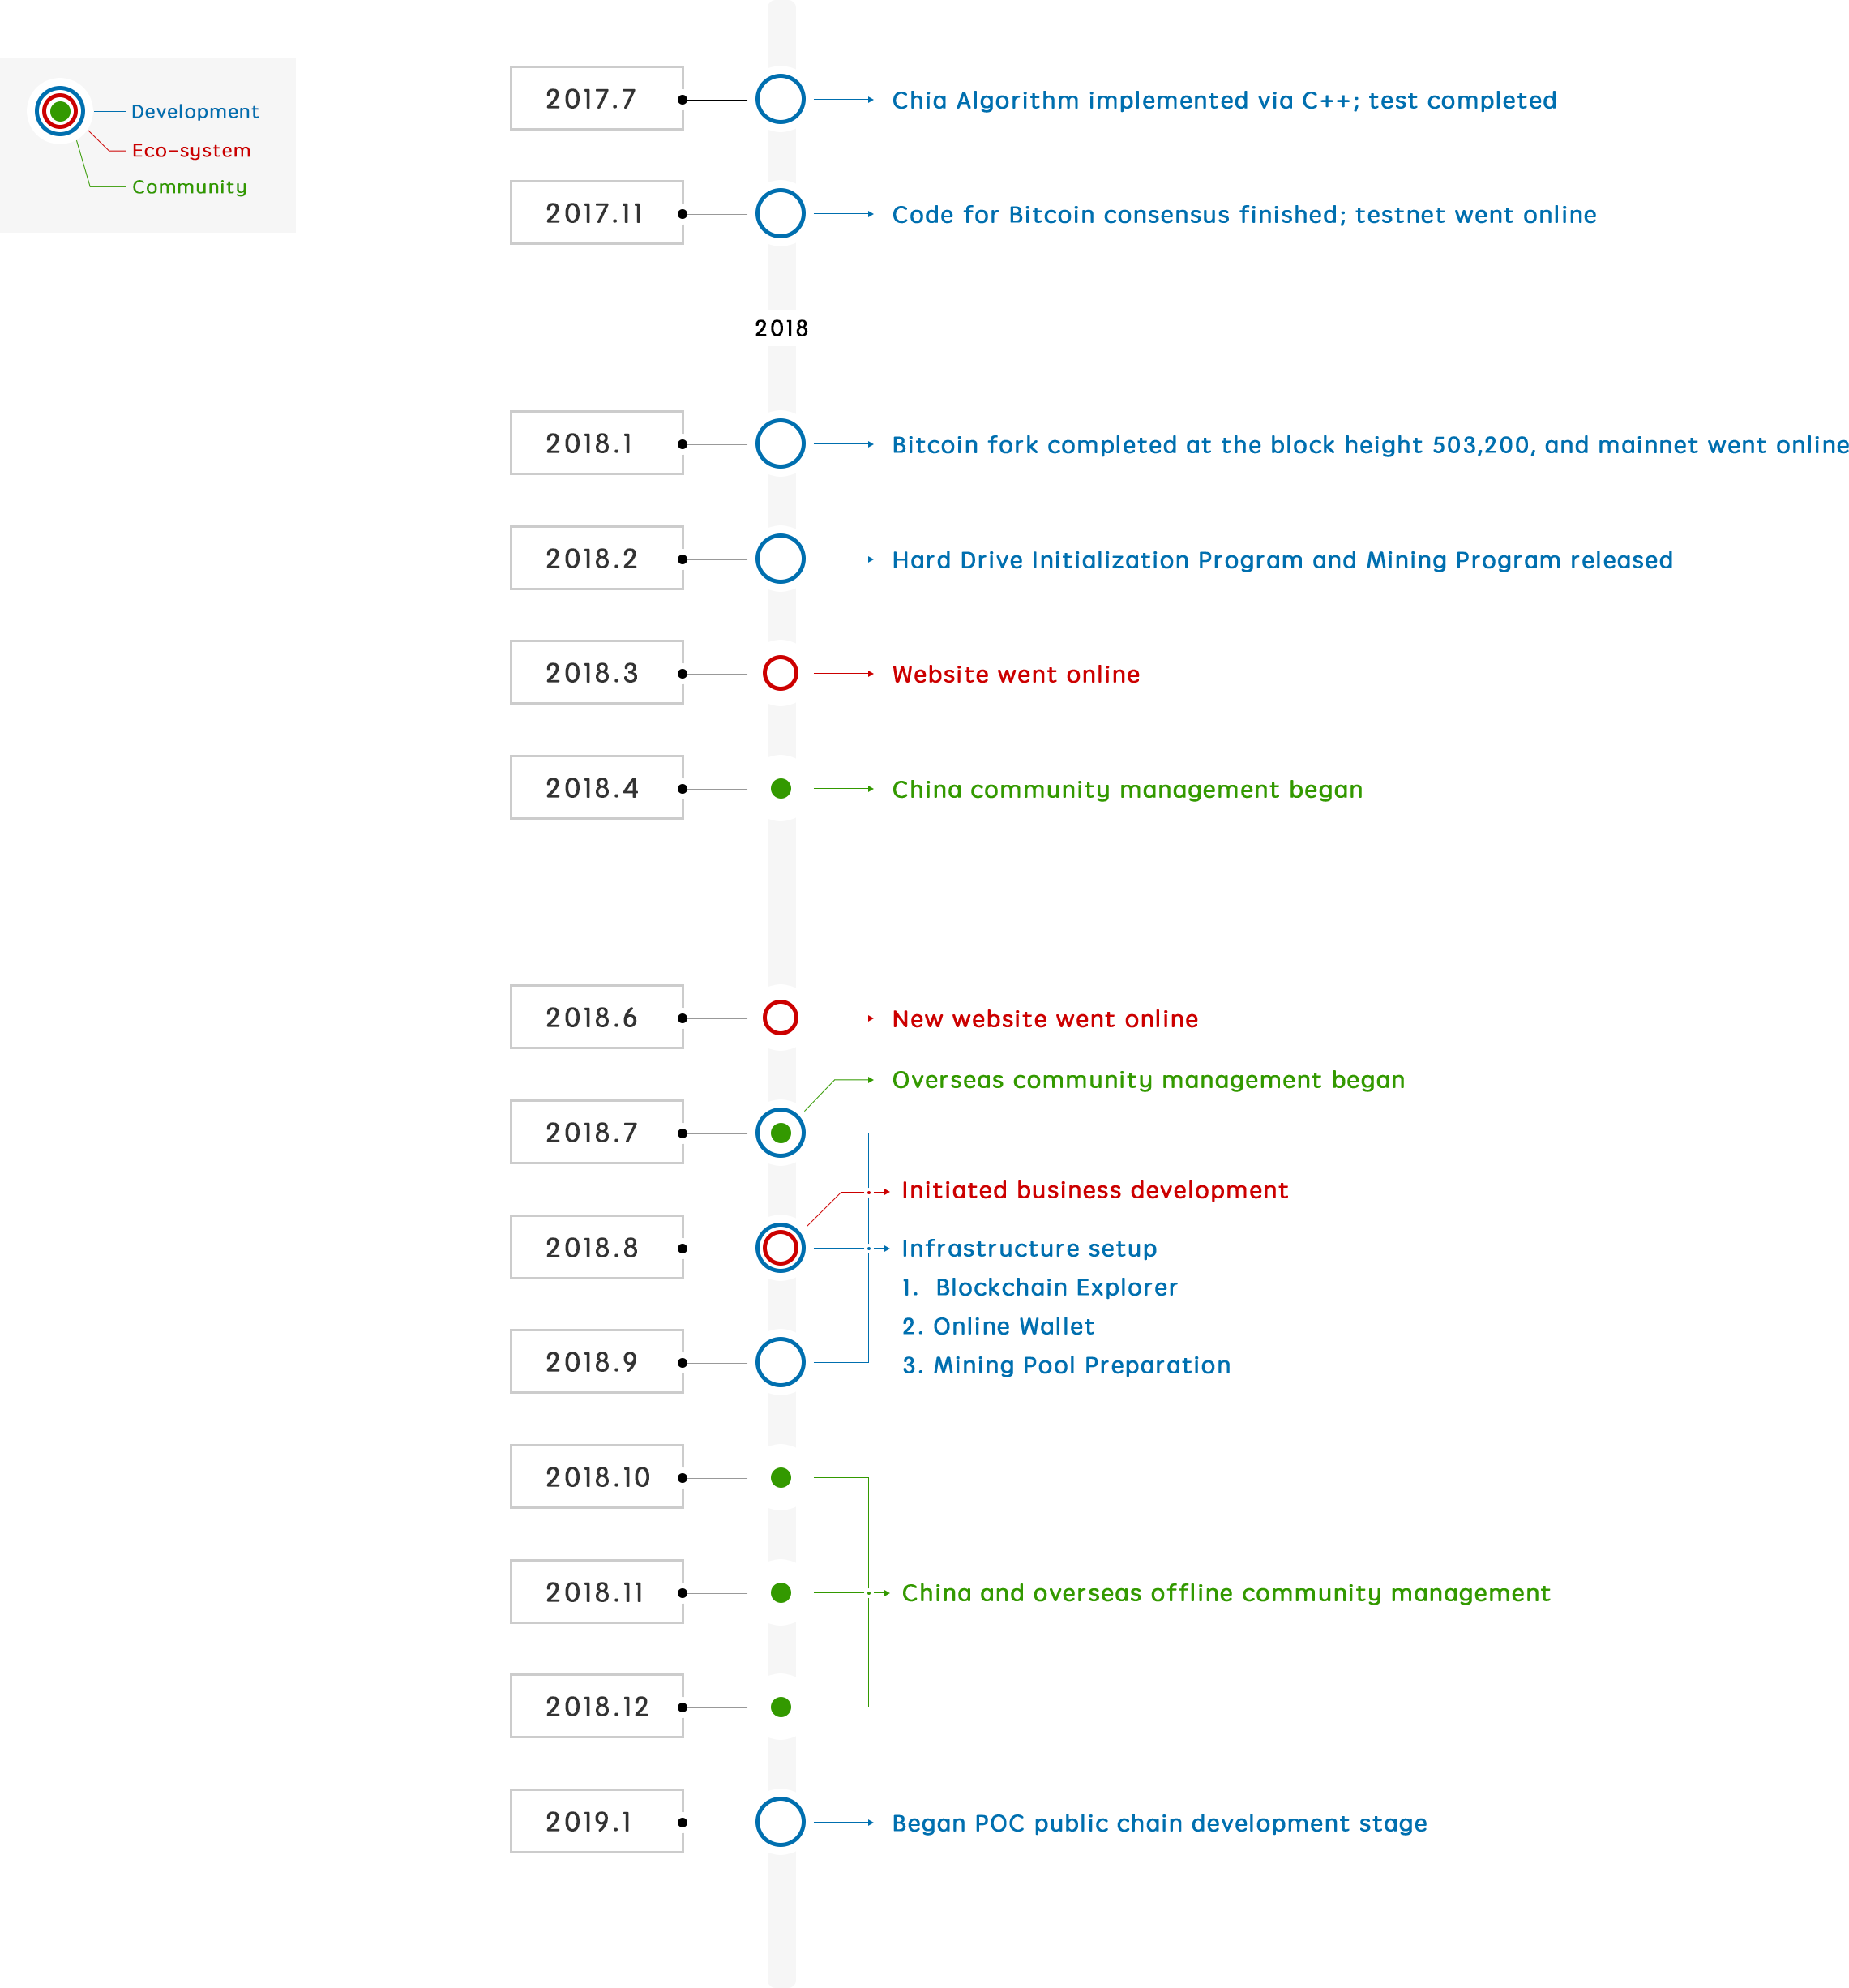 Development
Eco-system
Community
2017.7
Chia Algorithm implemented via C++; test completed
2017.11
Code for Bitcoin consensus finished; testnet went online
2018
2018.1
Bitcoin fork completed at the block height 503,200, and mainnet went online
2018.2
Hard Drive Initialization Program and Mining Program released
2018.3
Website went online
2018.4
China community management began
2018.6
New website went online
Overseas community management began
2018.7
Initiated business development
2018.8
Infrastructure setup
1. Blockchain Explorer
2. Online Wallet
2018.9
3. Mining Pool Preparation
2018.10
2018.11
China and overseas offline community management
2018.12
2019.1
Began POC public chain development stage